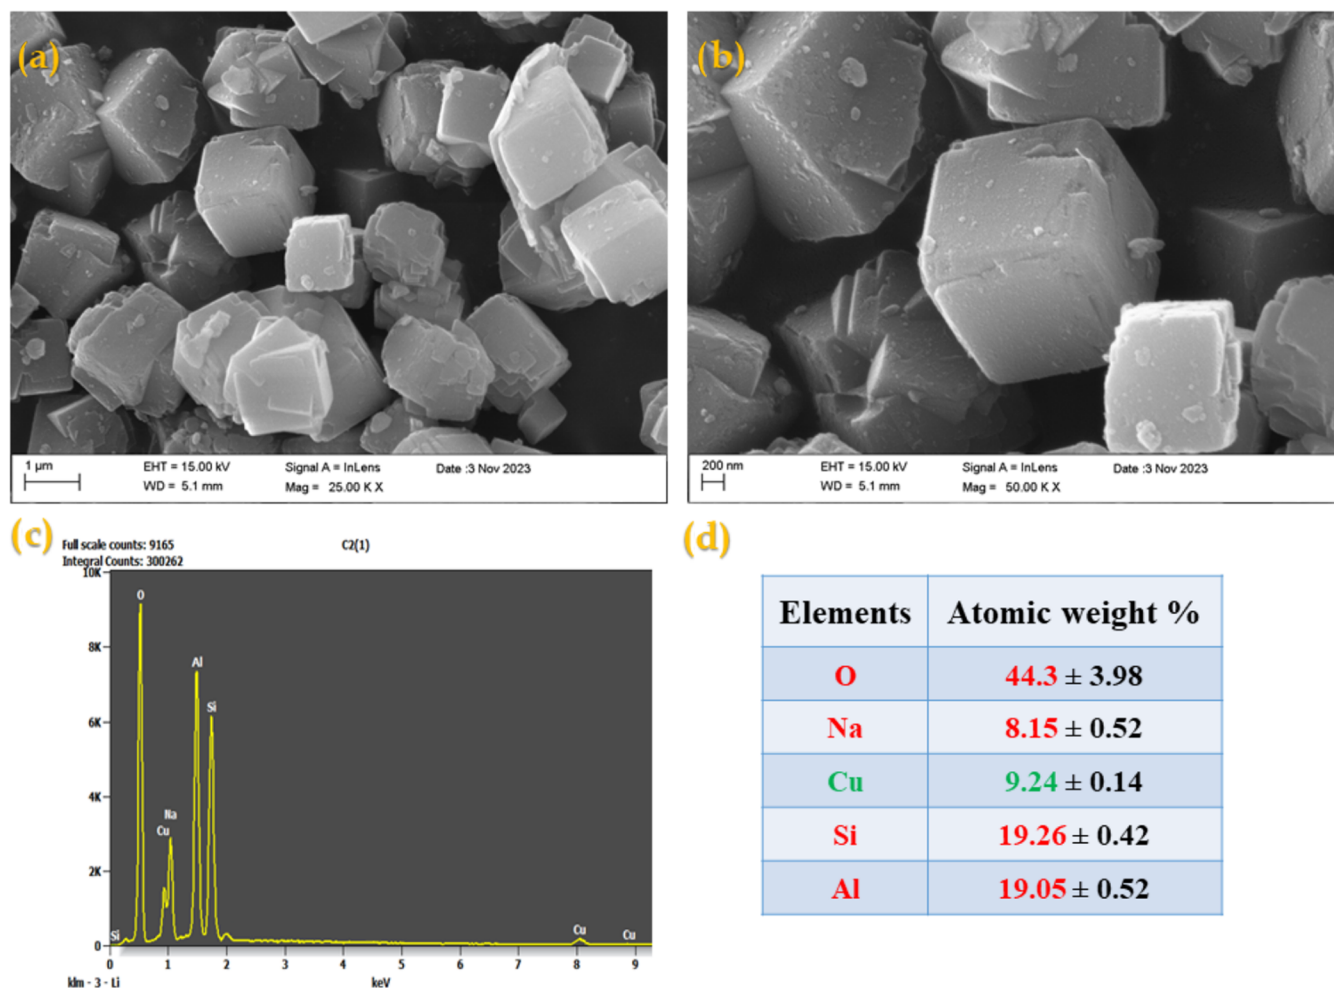 (a)
1 µm
EHT = 15.00 kV
Signal A = InLens
Date :3 Nov 2023
WD = 5.1 mm
Mag = 25.00 K X
(b)
200 nm
EHT = 15.00 kV
Signal A = InLens
Date :3 Nov 2023
WD = 5.1 mm
Mag = 50.00 K X
(c)
Full scale counts: 9165
C2(1)
Integral Counts: 300262
10K
O
8K
Al
Si
6K
4K
Na
Cu
2K
Si
Cu
Cu
0
0 1 2 3 4 5 6 7 8 9
klm - 3 - Li
keV
(d)
Elements Atomic weight %
O 44.3 ± 3.98
Na 8.15 ± 0.52
Cu 9.24 ± 0.14
Si 19.26 ± 0.42
Al 19.05 ± 0.52